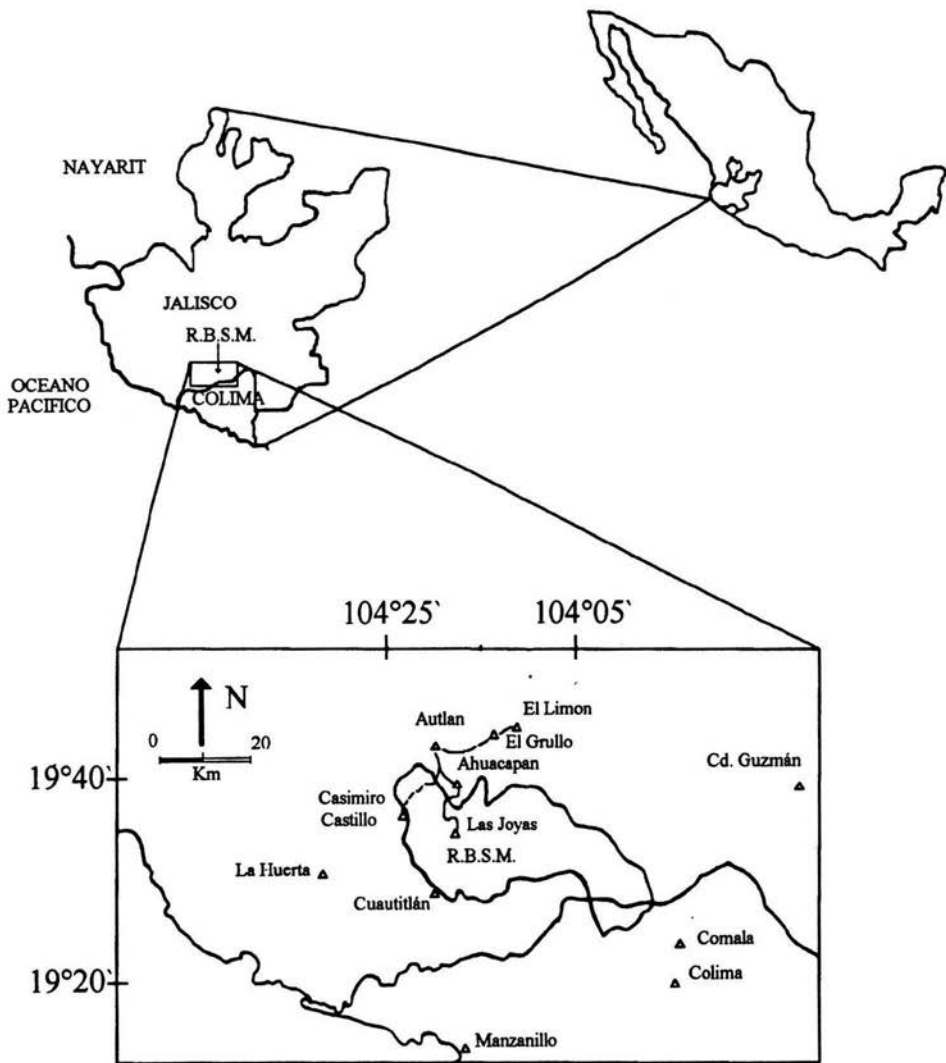 NAYARIT
JALISCO
R.B.S.M.
OCEANO
PACIFICO
COLIMA
104°25`
104°05`
N
0 20
Km
Autlan
El Limon
El Grullo
Ahuacapan
Cd. Guzmán
19°40`
Casimiro
Castillo
Las Joyas
R.B.S.M.
La Huerta
Cuautitlán
Comala
Colima
19°20`
Manzanillo